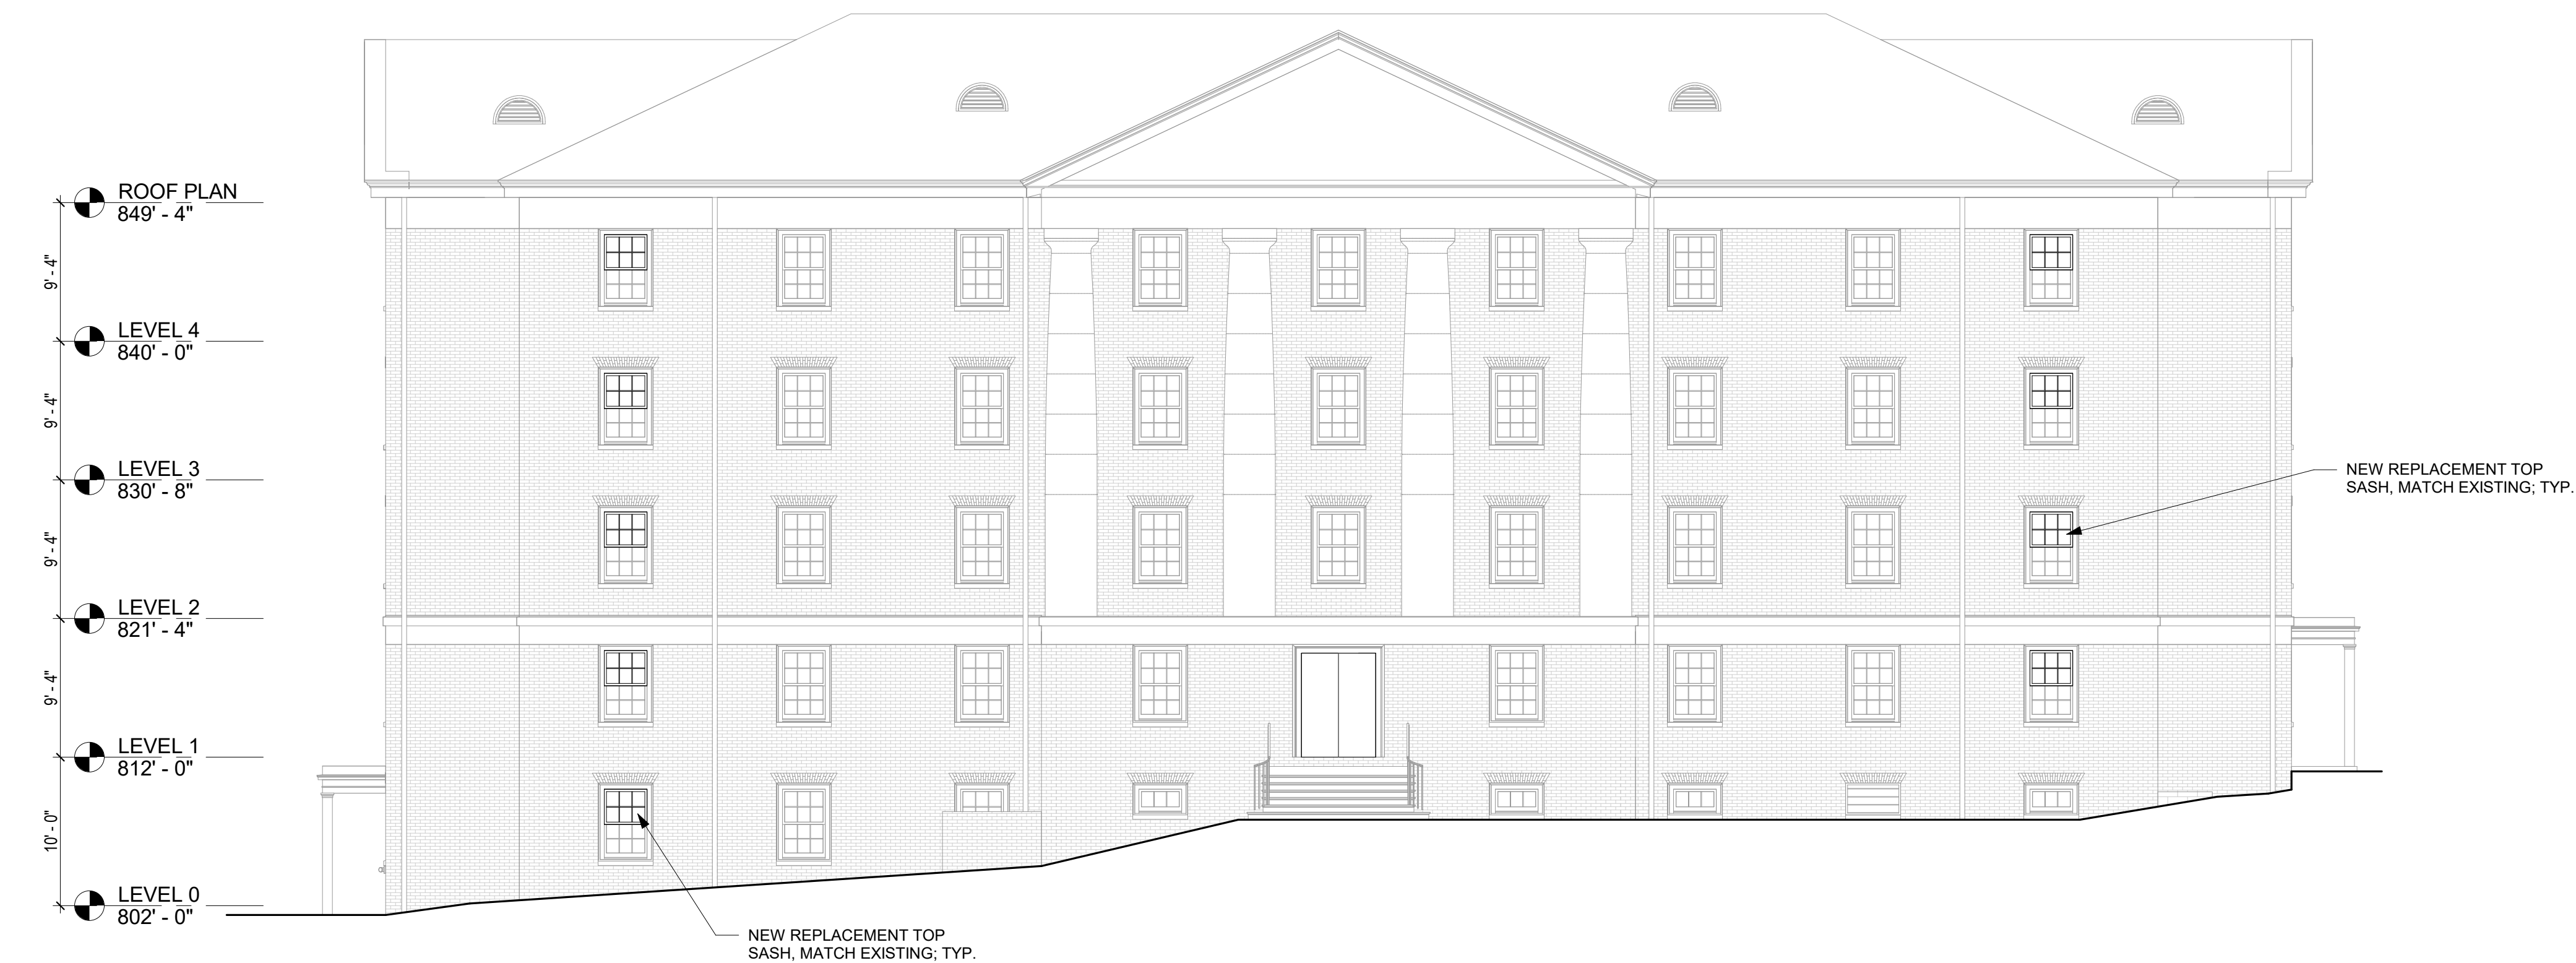 ROOF PLAN
849' - 4"
9' - 4"
LEVEL 4
840' - 0"
9' - 4"
LEVEL 3
830' - 8"
9' - 4"
LEVEL 2
821' - 4"
9' - 4"
LEVEL 1
812' - 0"
10' - 0"
LEVEL 0
802' - 0"
NEW REPLACEMENT TOP
SASH, MATCH EXISTING; TYP.
NEW REPLACEMENT TOP
SASH, MATCH EXISTING; TYP.